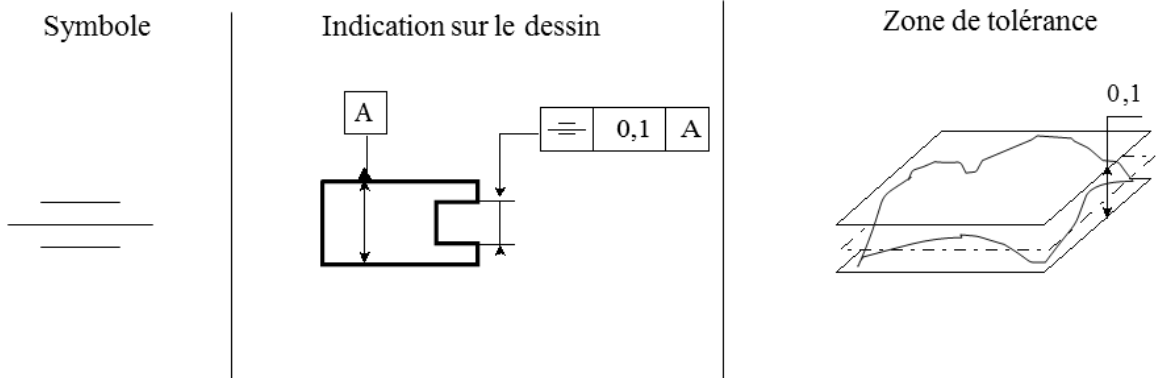 Symbole
Indication sur le dessin
Zone de tolérance
A
0,1 A
0,1